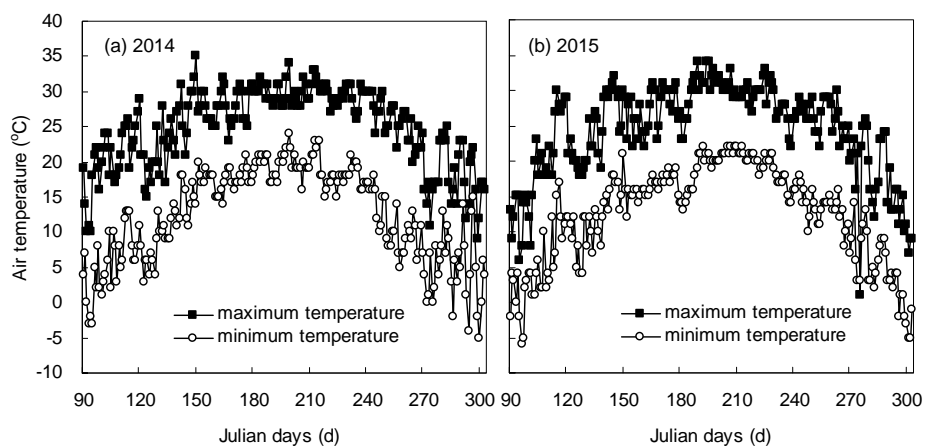 (a) 2014
(b) 2015
Air temperature (°C)
40
35
30
25
20
15
10
5
0
-5
-10
maximum temperature
minimum temperature
maximum temperature
minimum temperature
90 120 150 180 210 240 270 300
90 120 150 180 210 240 270 300
Julian days (d)
Julian days (d)